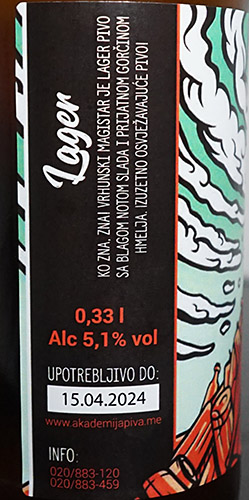 Lager
KO ZNA, ZNA! VRHUNSKI MAGISTAR JE LAGER PIVO
SA BLAGOM NOTOM SLADA I PRIJATNOM GORČINOM
HMELJA. IZUZETNO OSVJEŽAVAJUĆE PIVO!
0,33 l
Alc 5,1% vol
UPOTREBLJIVO DO:
15.04.2024
www.akademijapiva.me
INFO:
020/883-120
020/883-459